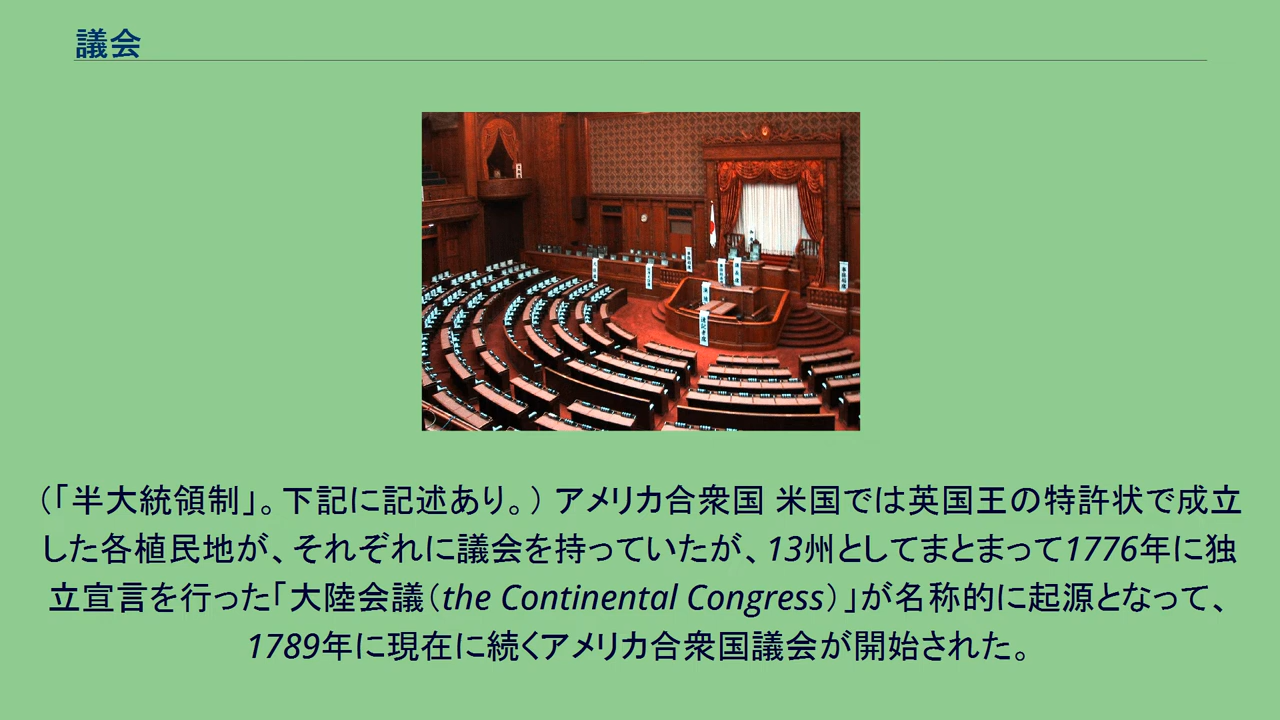 議会
(「半大統領制」。下記に記述あり。) アメリカ合衆国 米国では英国王の特許状で成立
した各植民地が、それぞれに議会を持っていたが、13州としてまとまって1776年に独
立宣言を行った「大陸会議(the Continental Congress)」が名称的に起源となって、
1789年に現在に続くアメリカ合衆国議会が開始された。
速記者席